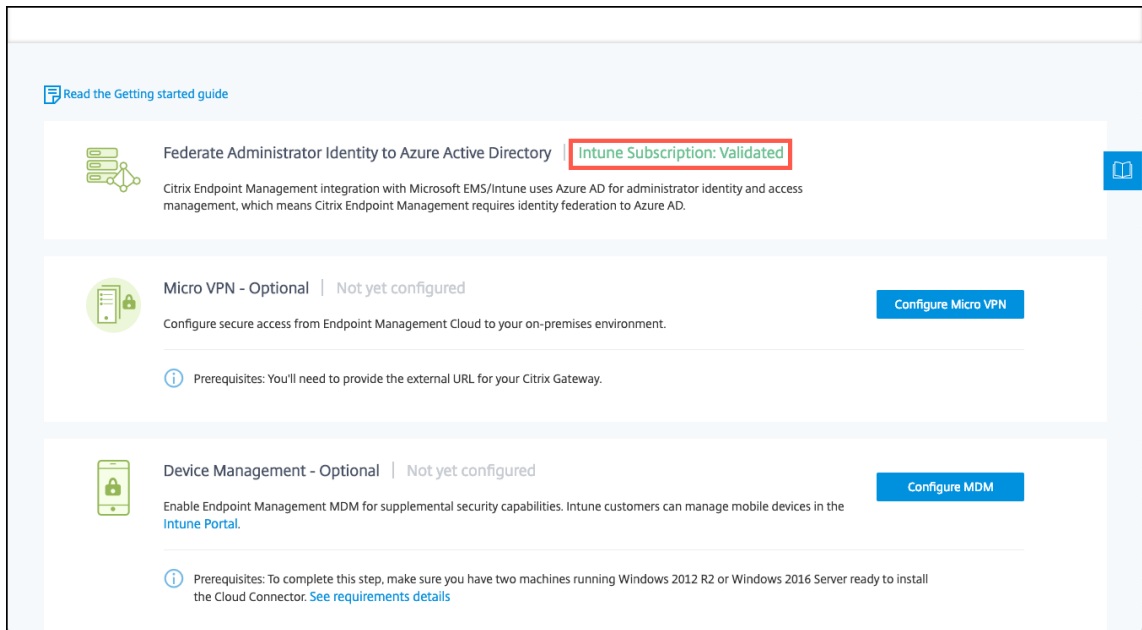 Read the Getting started guide
Federate Administrator Identity to Azure Active Directory | Intune Subscription: Validated
Citrix Endpoint Management integration with Microsoft EMS/Intune uses Azure AD for administrator identity and access
management, which means Citrix Endpoint Management requires identity federation to Azure AD.
Micro VPN - Optional | Not yet configured
Configure Micro VPN
Configure secure access from Endpoint Management Cloud to your on-premises environment.
Prerequisites: You'll need to provide the external URL for your Citrix Gateway.
Device Management - Optional | Not yet configured
Configure MDM
Enable Endpoint Management MDM for supplemental security capabilities. Intune customers can manage mobile devices in the
Intune Portal.
Prerequisites: To complete this step, make sure you have two machines running Windows 2012 R2 or Windows 2016 Server ready to install
the Cloud Connector. See requirements details